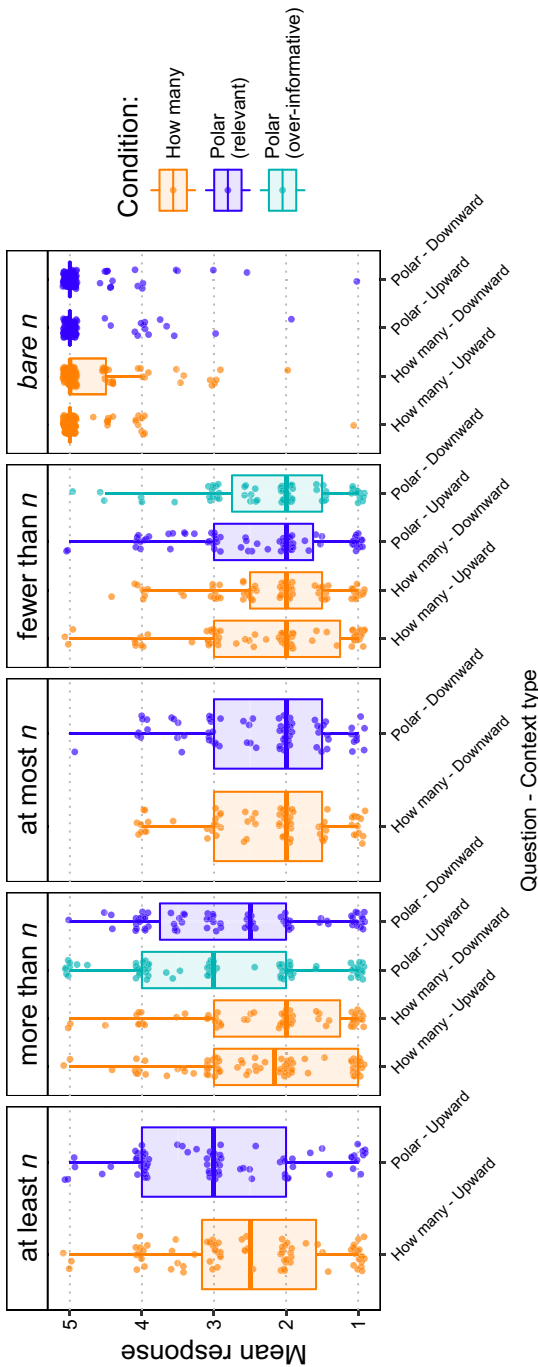 at least n
more than n
at most n
fewer than n
bare n
Mean response
5
4
3
2
1
How many - Upward
Polar - Upward
How many - Upward
How many - Downward
Polar - Upward
Polar - Downward
How many - Downward
Polar - Downward
How many - Upward
How many - Downward
Polar - Upward
Polar - Downward
How many - Upward
How many - Downward
Polar - Upward
Polar - Downward
Question - Context type
Condition:
How many
Polar
(relevant)
Polar
(over-informative)